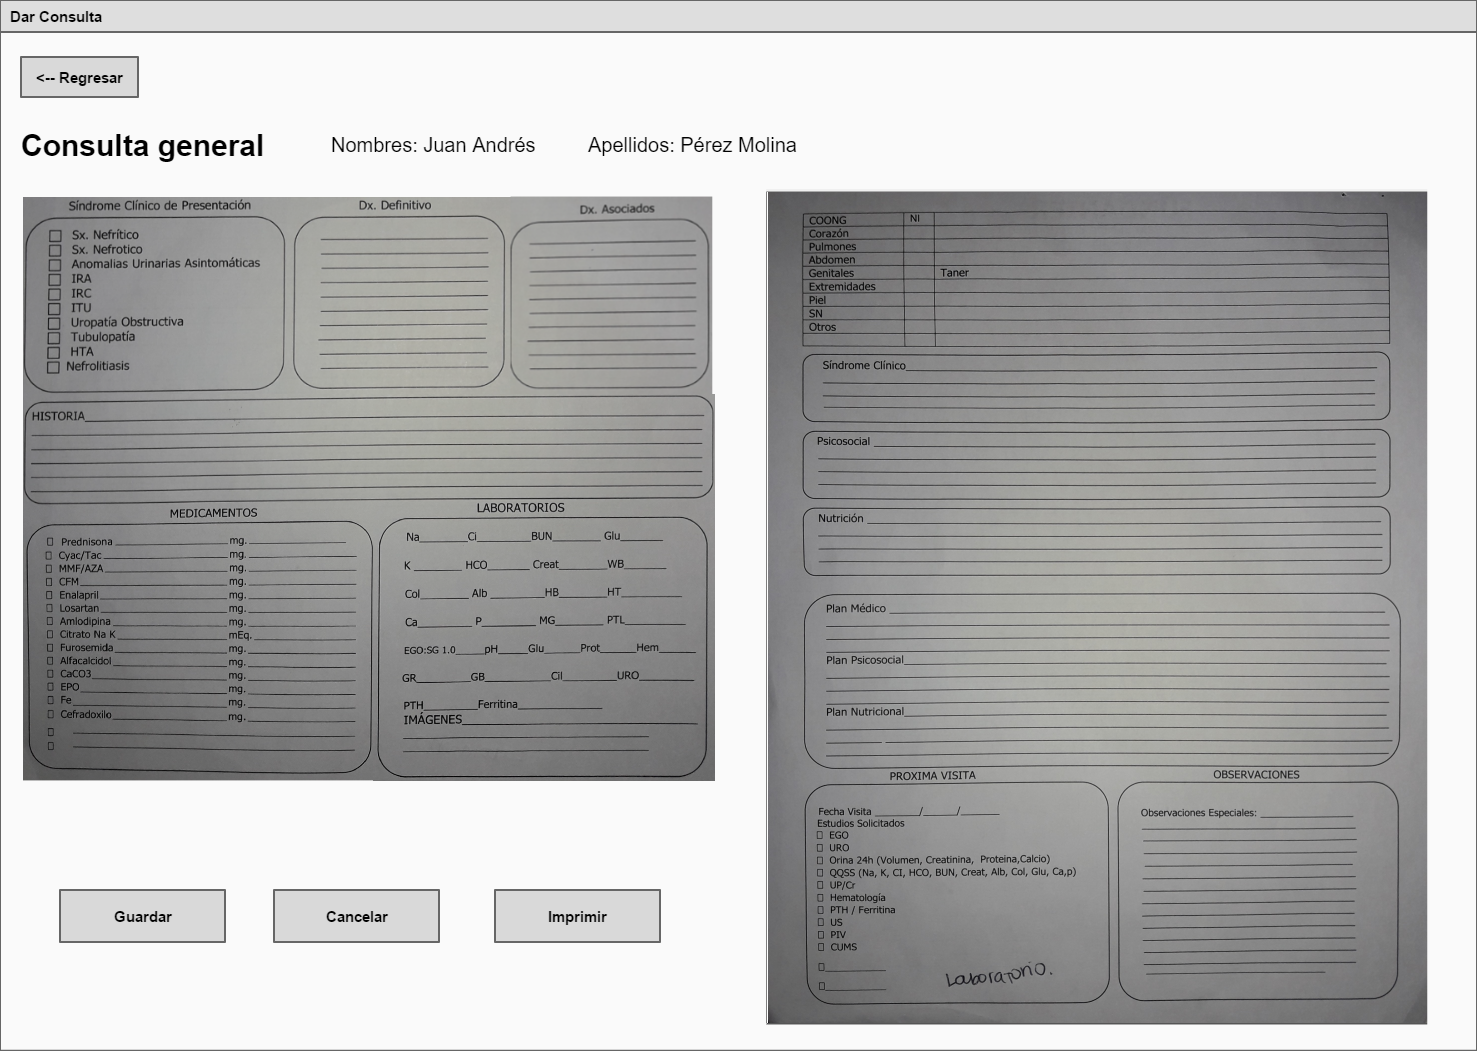 Dar Consulta
<-- Regresar
Consulta general
Nombres: Juan Andrés
Apellidos: Pérez Molina
Síndrome Clínico de Presentación
Sx. Nefrítico
Sx. Nefrotico
Anomalias Urinarias Asintomáticas
IRA
IRC
ITU
Uropatía Obstructiva
Tubulopatía
HTA
Nefrolitiasis
Dx. Definitivo
Dx. Asociados
HISTORIA
MEDICAMENTOS
Prednisona mg.
Cyac/Tac mg.
MMF/AZA mg.
CFM mg.
Enalapril mg.
Losartan mg.
Amlodipina mg.
Citrato Na K mEq.
Furosemida mg.
Alfacalcidol mg.
CaCO3 mg.
EPO mg.
Fe mg.
Cefradoxilo mg.
LABORATORIOS
Na Ci BUN Glu
K HCO Creat WB
Col Alb HB HT
Ca P MG PTL
EGO:SG 1.0 pH Glu Prot Hem
GR GB Cil URO
PTH Ferritina
IMÁGENES
Guardar
Cancelar
Imprimir
COONG NI
Corazón
Pulmones
Abdomen
Genitales Taner
Extremidades
Piel
SN
Otros
Síndrome Clínico
Psicosocial
Nutrición
Plan Médico
Plan Psicosocial
Plan Nutricional
PROXIMA VISITA
Fecha Visita / /
Estudios Solicitados
EGO
URO
Orina 24h (Volumen, Creatinina, Proteina,Calcio)
QQSS (Na, K, CI, HCO, BUN, Creat, Alb, Col, Glu, Ca,p)
UP/Cr
Hematología
PTH / Ferritina
US
PIV
CUMS
Laboratorio.
OBSERVACIONES
Observaciones Especiales: